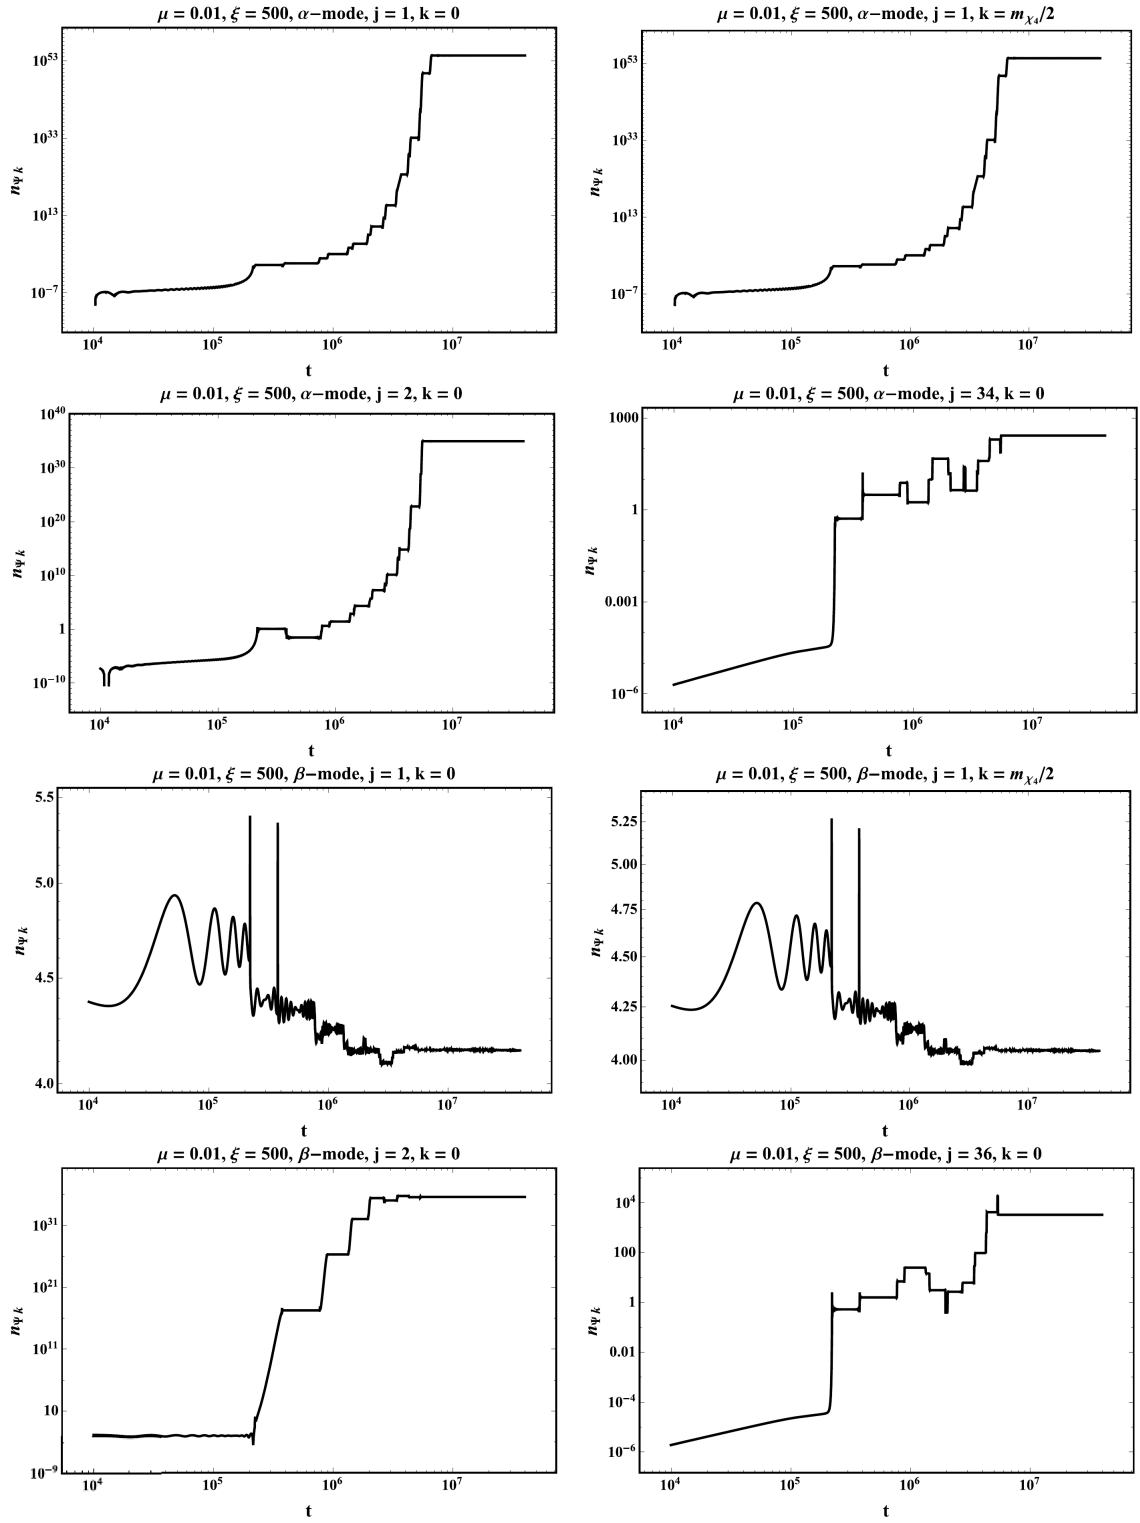 μ = 0.01, ξ = 500, α−mode, j = 1, k = 0
10^53
10^33
10^13
10^−7
n_Ψ k
10^4 10^5 10^6 10^7
t
μ = 0.01, ξ = 500, α−mode, j = 1, k = m_χ₄/2
10^53
10^33
10^13
10^−7
n_Ψ k
10^4 10^5 10^6 10^7
t
μ = 0.01, ξ = 500, α−mode, j = 2, k = 0
10^40
10^30
10^20
10^10
1
10^−10
n_Ψ k
10^4 10^5 10^6 10^7
t
μ = 0.01, ξ = 500, α−mode, j = 34, k = 0
1000
1
0.001
10^−6
n_Ψ k
10^4 10^5 10^6 10^7
t
μ = 0.01, ξ = 500, β−mode, j = 1, k = 0
5.5
5.0
4.5
4.0
n_Ψ k
10^4 10^5 10^6 10^7
t
μ = 0.01, ξ = 500, β−mode, j = 1, k = m_χ₄/2
5.25
5.00
4.75
4.50
4.25
4.00
n_Ψ k
10^4 10^5 10^6 10^7
t
μ = 0.01, ξ = 500, β−mode, j = 2, k = 0
10^31
10^21
10^11
10
10^−9
n_Ψ k
10^4 10^5 10^6 10^7
t
μ = 0.01, ξ = 500, β−mode, j = 36, k = 0
10^4
100
1
0.01
10^−4
10^−6
n_Ψ k
10^4 10^5 10^6 10^7
t